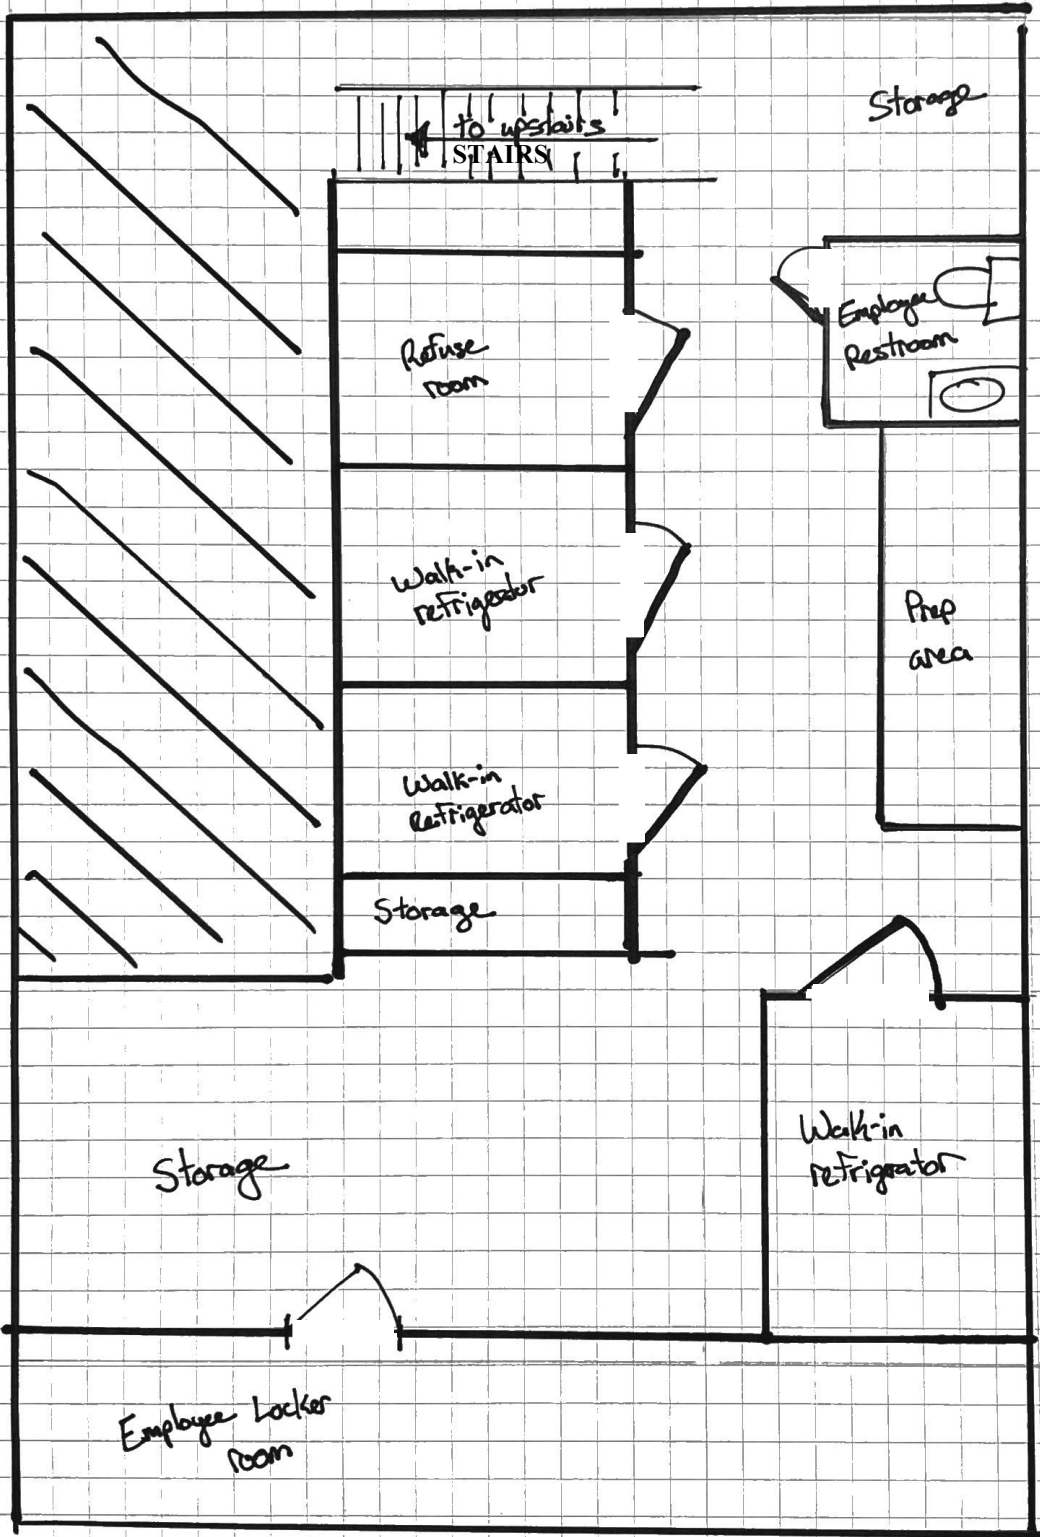 Storage
to upstairs
STAIRS
Employee
Restroom
Refuse
room
Walk-in
refrigerator
Prep
area
Walk-in
Refrigerator
Storage
Walk-in
refrigrator
Storage
Employee Locker
room